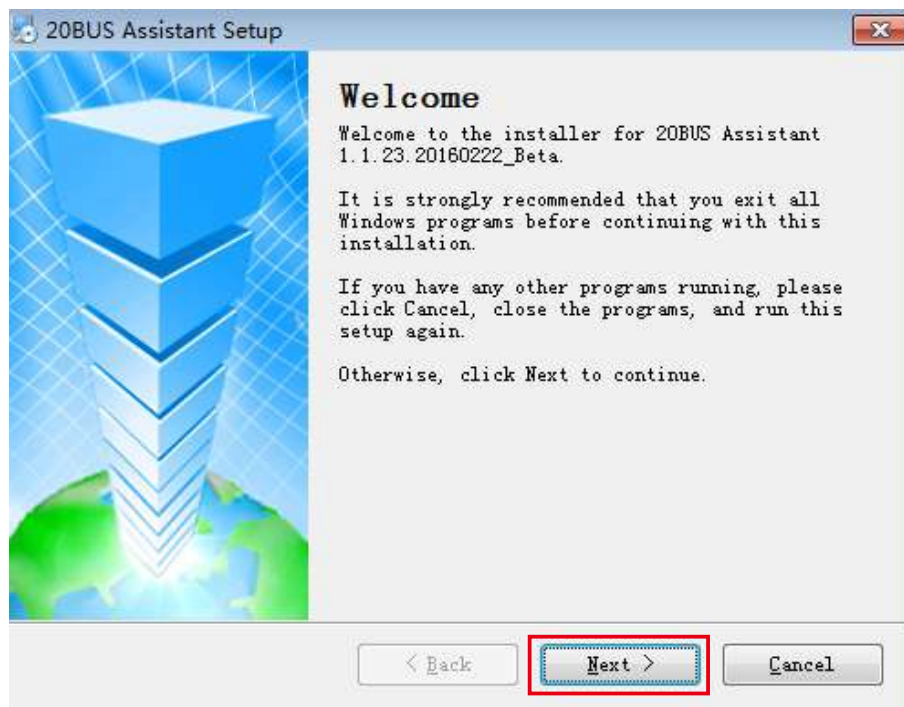 20BUS Assistant Setup
Welcome
Welcome to the installer for 20BUS Assistant
1.1.23.20160222_Beta.
It is strongly recommended that you exit all
Windows programs before continuing with this
installation.
If you have any other programs running, please
click Cancel, close the programs, and run this
setup again.
Otherwise, click Next to continue.
< Back
Next >
Cancel